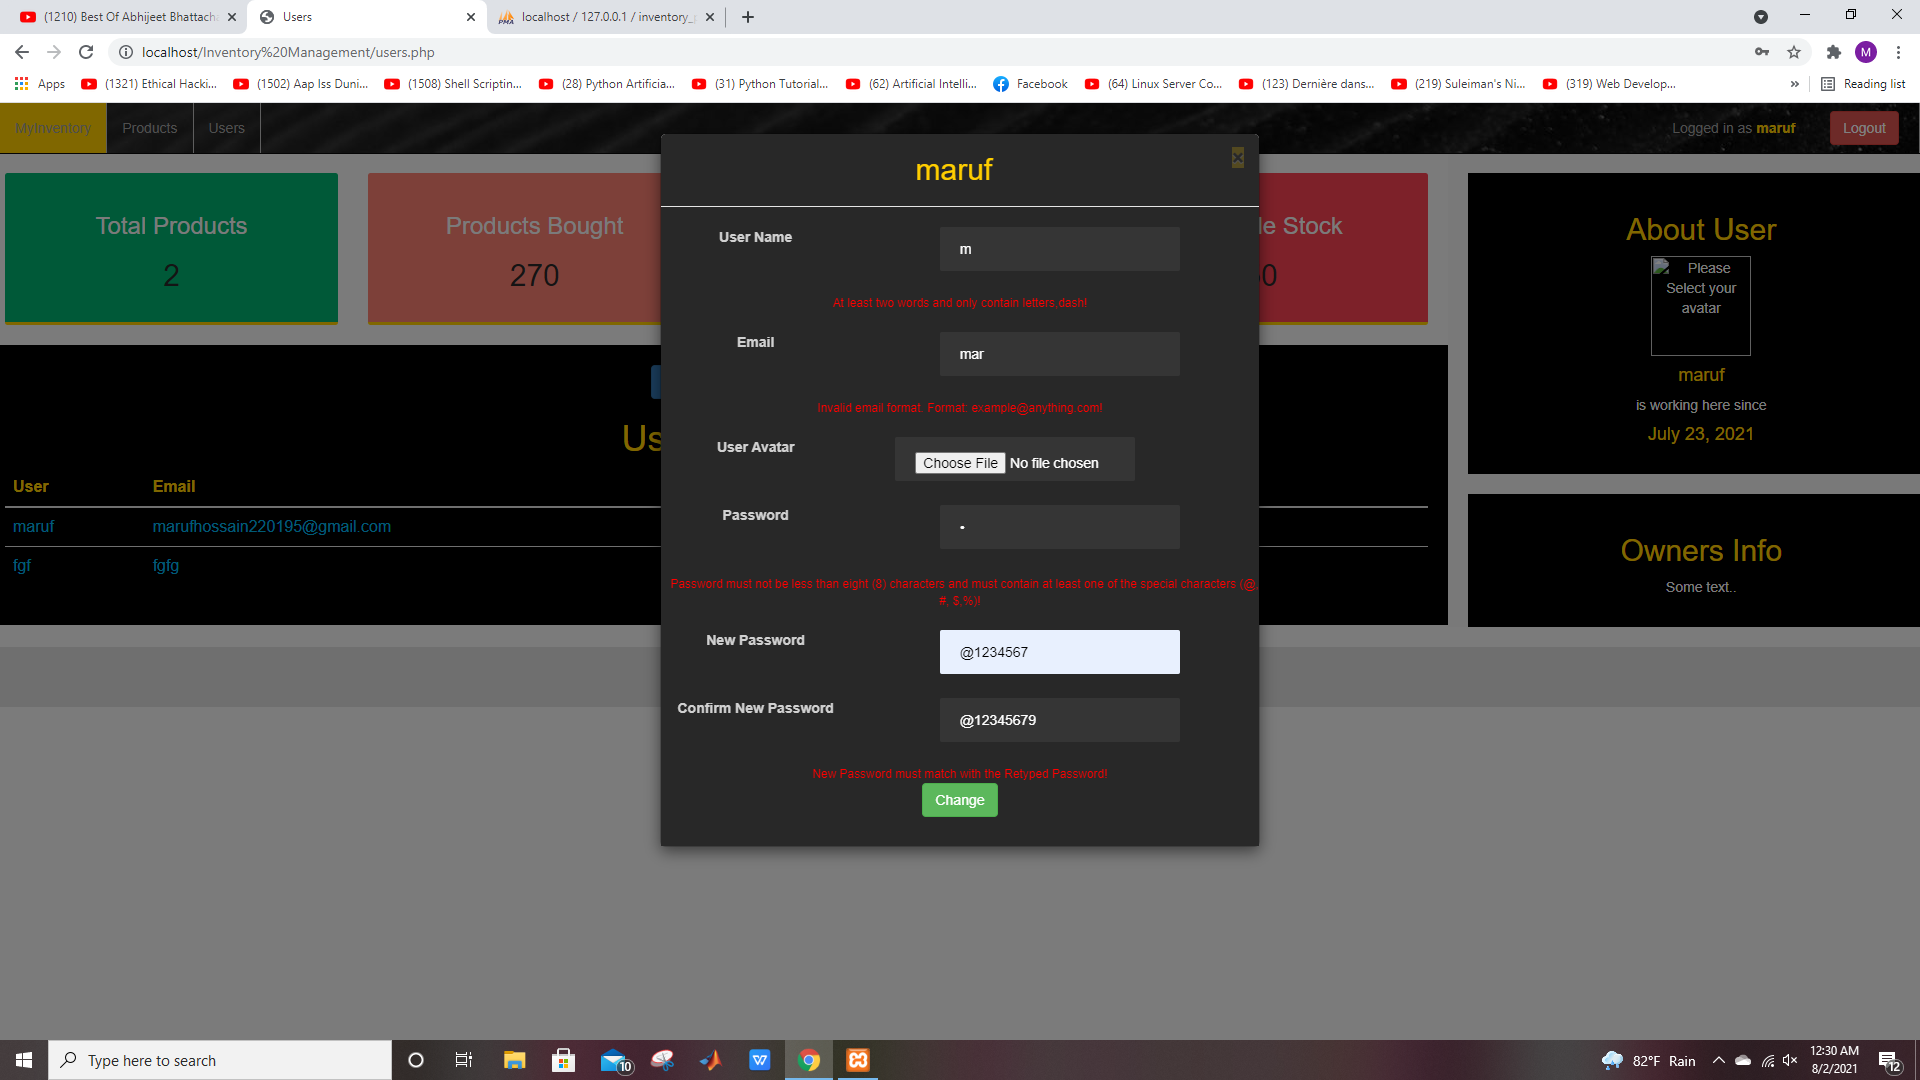 (1210) Best Of Abhijeet Bhattach
Users
localhost / 127.0.0.1 / inventory_
localhost/Inventory%20Management/users.php
M
Apps
(1321) Ethical Hacki...
(1502) Aap Iss Duni...
(1508) Shell Scriptin...
(28) Python Artificia...
(31) Python Tutorial...
(62) Artificial Intelli...
Facebook
(64) Linux Server Co...
(123) Dernière dans...
(219) Suleiman's Ni...
(319) Web Develop...
Reading list
MyInventory
Products
Users
Logged in as maruf
Logout
Total Products
2
Products Bought
270
le Stock
0
maruf
×
User Name
m
At least two words and only contain letters,dash!
Email
mar
Invalid email format. Format: example@anything.com!
User Avatar
Choose File No file chosen
Password
Password must not be less than eight (8) characters and must contain at least one of the special characters (@,
#, $,%)!
New Password
@1234567
Confirm New Password
@12345679
New Password must match with the Retyped Password!
Change
Us
User Email
maruf marufhossain220195@gmail.com
fgf fgfg
About User
Please
Select your
avatar
maruf
is working here since
July 23, 2021
Owners Info
Some text..
Type here to search
10
82°F Rain
12:30 AM
8/2/2021
12